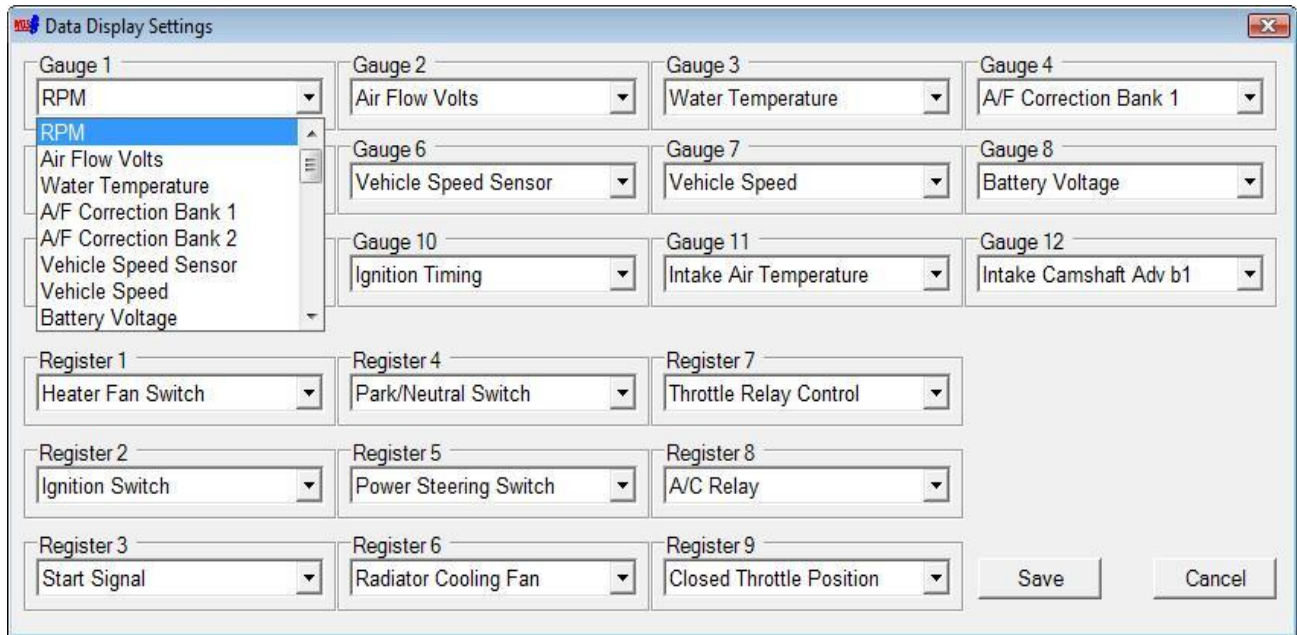 Data Display Settings
Gauge 1
Gauge 2
Gauge 3
Gauge 4
RPM
Air Flow Volts
Water Temperature
A/F Correction Bank 1
RPM
Air Flow Volts
Water Temperature
A/F Correction Bank 1
A/F Correction Bank 2
Vehicle Speed Sensor
Vehicle Speed
Battery Voltage
Gauge 6
Gauge 7
Gauge 8
Vehicle Speed Sensor
Vehicle Speed
Battery Voltage
Gauge 10
Gauge 11
Gauge 12
Ignition Timing
Intake Air Temperature
Intake Camshaft Adv b1
Register 1
Register 4
Register 7
Heater Fan Switch
Park/Neutral Switch
Throttle Relay Control
Register 2
Register 5
Register 8
Ignition Switch
Power Steering Switch
A/C Relay
Register 3
Register 6
Register 9
Start Signal
Radiator Cooling Fan
Closed Throttle Position
Save
Cancel